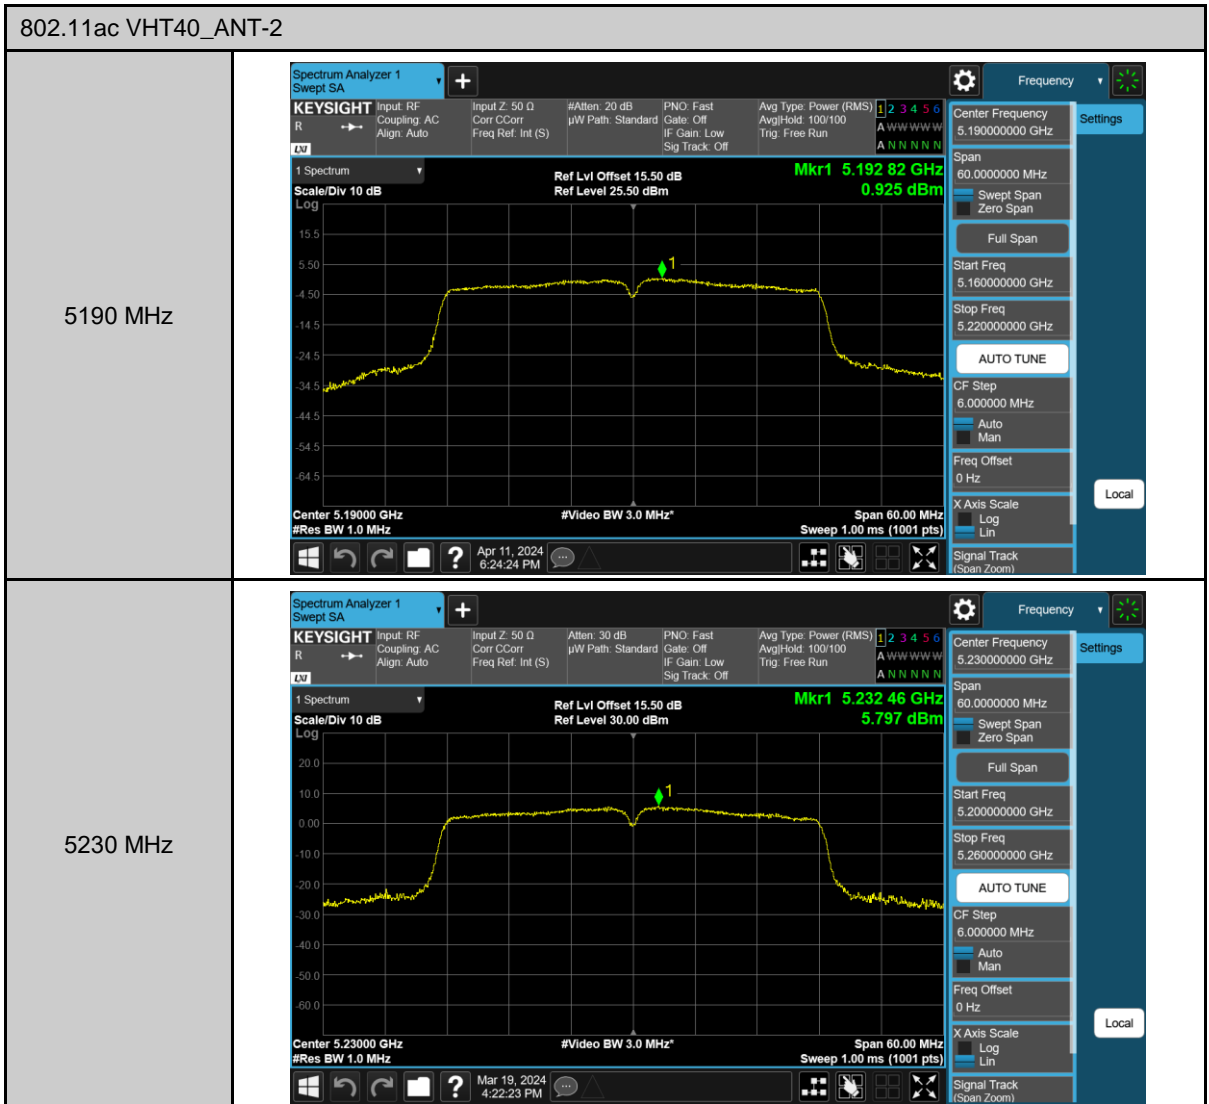 802.11ac VHT40_ANT-2
5190 MHz
Spectrum Analyzer 1
Swept SA
+
Frequency
KEYSIGHT
R
LXI
Input: RF
Coupling: AC
Align: Auto
Input Z: 50 Ω
Corr CCorr
Freq Ref: Int (S)
#Atten: 20 dB
µW Path: Standard
PNO: Fast
Gate: Off
IF Gain: Low
Sig Track: Off
Avg Type: Power (RMS)
Avg|Hold: 100/100
Trig: Free Run
1 2 3 4 5 6
A W W W W W
A N N N N N
1 Spectrum
Scale/Div 10 dB
Log
Ref Lvl Offset 15.50 dB
Ref Level 25.50 dBm
Mkr1 5.192 82 GHz
0.925 dBm
15.5
5.50
-4.50
-14.5
-24.5
-34.5
-44.5
-54.5
-64.5
1
Center 5.19000 GHz
#Res BW 1.0 MHz
#Video BW 3.0 MHz*
Span 60.00 MHz
Sweep 1.00 ms (1001 pts)
?
Apr 11, 2024
6:24:24 PM
Center Frequency
5.190000000 GHz
Settings
Span
60.0000000 MHz
Swept Span
Zero Span
Full Span
Start Freq
5.160000000 GHz
Stop Freq
5.220000000 GHz
AUTO TUNE
CF Step
6.000000 MHz
Auto
Man
Freq Offset
0 Hz
X Axis Scale
Log
Lin
Signal Track
(Span Zoom)
Local
5230 MHz
Spectrum Analyzer 1
Swept SA
+
Frequency
KEYSIGHT
R
LXI
Input: RF
Coupling: AC
Align: Auto
Input Z: 50 Ω
Corr CCorr
Freq Ref: Int (S)
Atten: 30 dB
µW Path: Standard
PNO: Fast
Gate: Off
IF Gain: Low
Sig Track: Off
Avg Type: Power (RMS)
Avg|Hold: 100/100
Trig: Free Run
1 2 3 4 5 6
A W W W W W
A N N N N N
1 Spectrum
Scale/Div 10 dB
Log
Ref Lvl Offset 15.50 dB
Ref Level 30.00 dBm
Mkr1 5.232 46 GHz
5.797 dBm
20.0
10.0
0.00
-10.0
-20.0
-30.0
-40.0
-50.0
-60.0
1
Center 5.23000 GHz
#Res BW 1.0 MHz
#Video BW 3.0 MHz*
Span 60.00 MHz
Sweep 1.00 ms (1001 pts)
?
Mar 19, 2024
4:22:23 PM
Center Frequency
5.230000000 GHz
Settings
Span
60.0000000 MHz
Swept Span
Zero Span
Full Span
Start Freq
5.200000000 GHz
Stop Freq
5.260000000 GHz
AUTO TUNE
CF Step
6.000000 MHz
Auto
Man
Freq Offset
0 Hz
X Axis Scale
Log
Lin
Signal Track
(Span Zoom)
Local